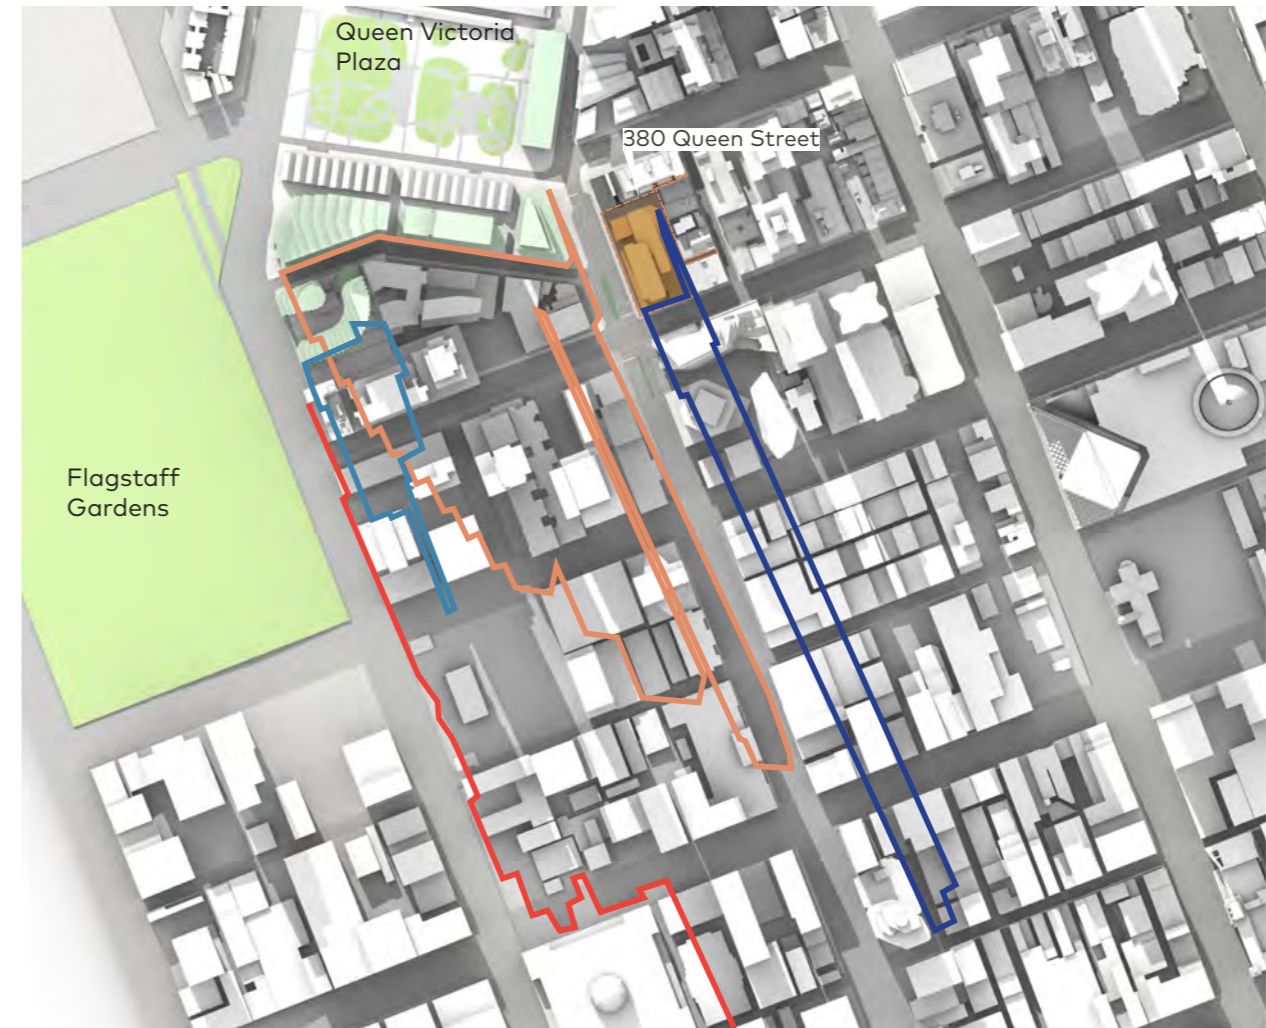 Queen Victoria
Plaza
380 Queen Street
Flagstaff
Gardens